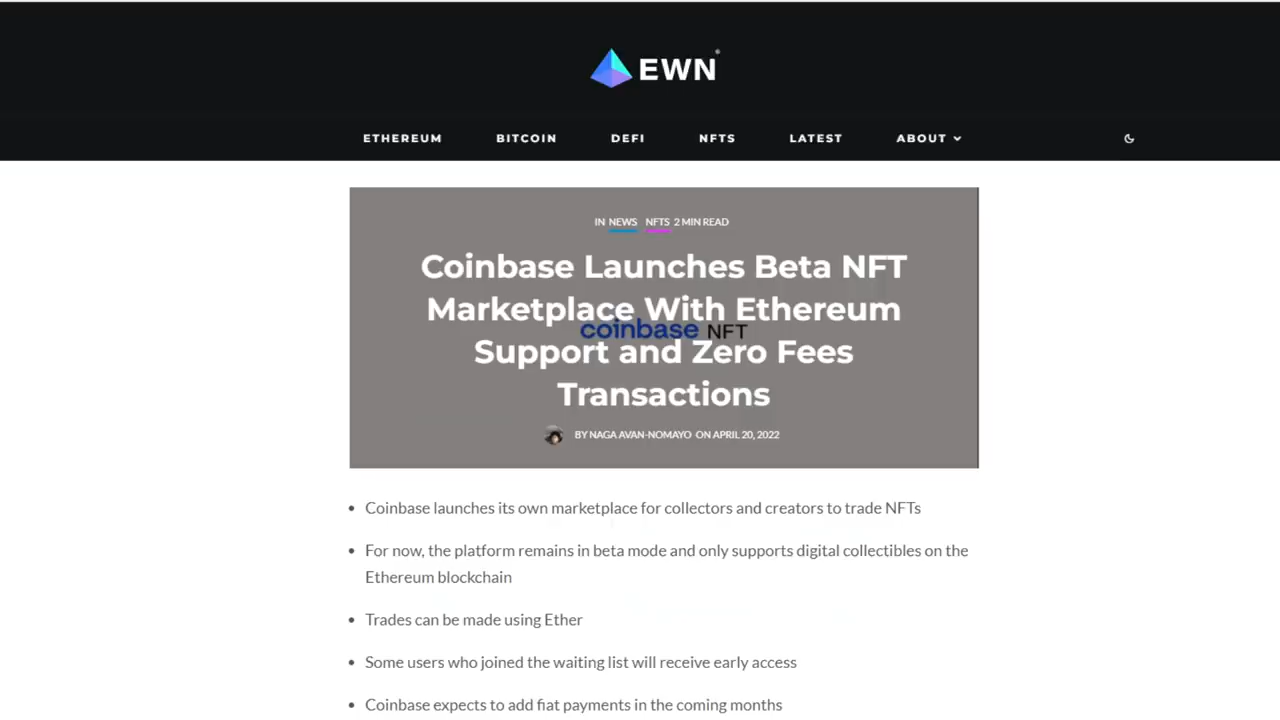 EWN
ETHEREUM BITCOIN DEFI NFTS LATEST ABOUT
IN NEWS NFTS 2 MIN READ
Coinbase Launches Beta NFT
Marketplace With Ethereum
coinbase NFT
Support and Zero Fees
Transactions
BY NAGA AVAN-NOMAYO ON APRIL 20, 2022
• Coinbase launches its own marketplace for collectors and creators to trade NFTs
• For now, the platform remains in beta mode and only supports digital collectibles on the
Ethereum blockchain
• Trades can be made using Ether
• Some users who joined the waiting list will receive early access
• Coinbase expects to add fiat payments in the coming months